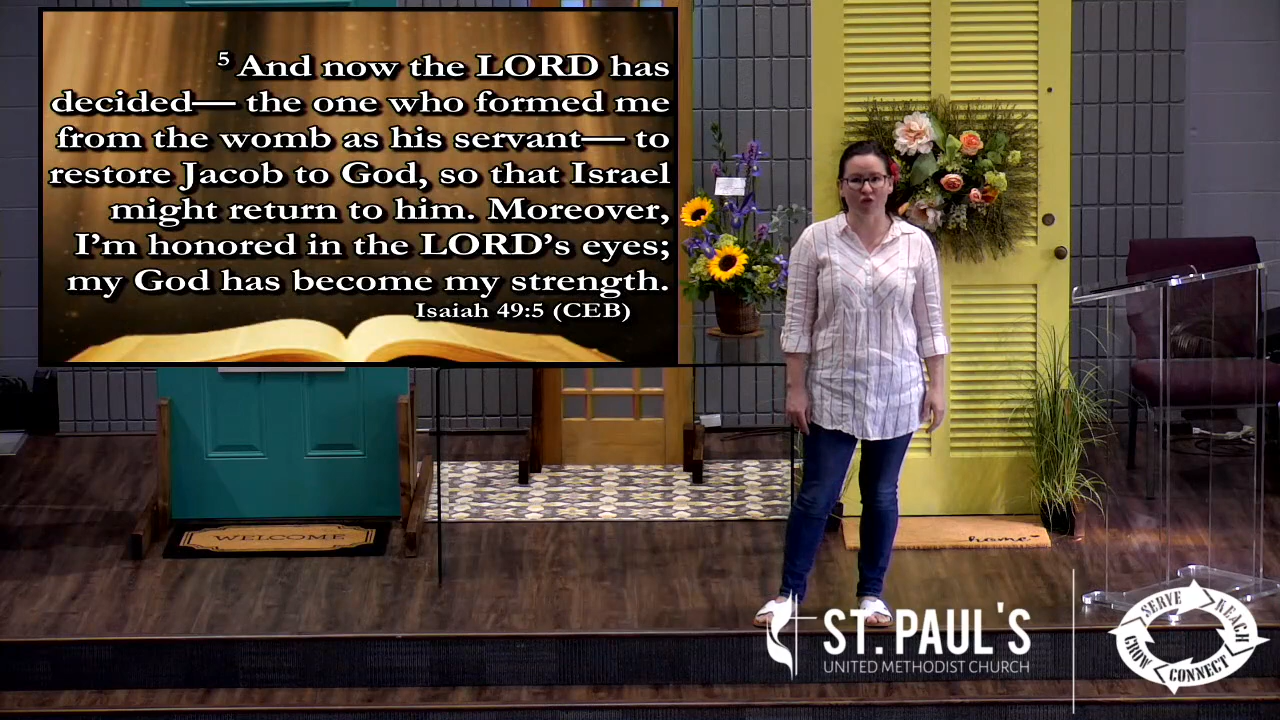 ⁵ And now the LORD has
decided— the one who formed me
from the womb as his servant— to
restore Jacob to God, so that Israel
might return to him. Moreover,
I’m honored in the LORD’s eyes;
my God has become my strength.
Isaiah 49:5 (CEB)
WELCOME
home
ST. PAUL'S
UNITED METHODIST CHURCH
SERVE
REACH
CONNECT
GROW